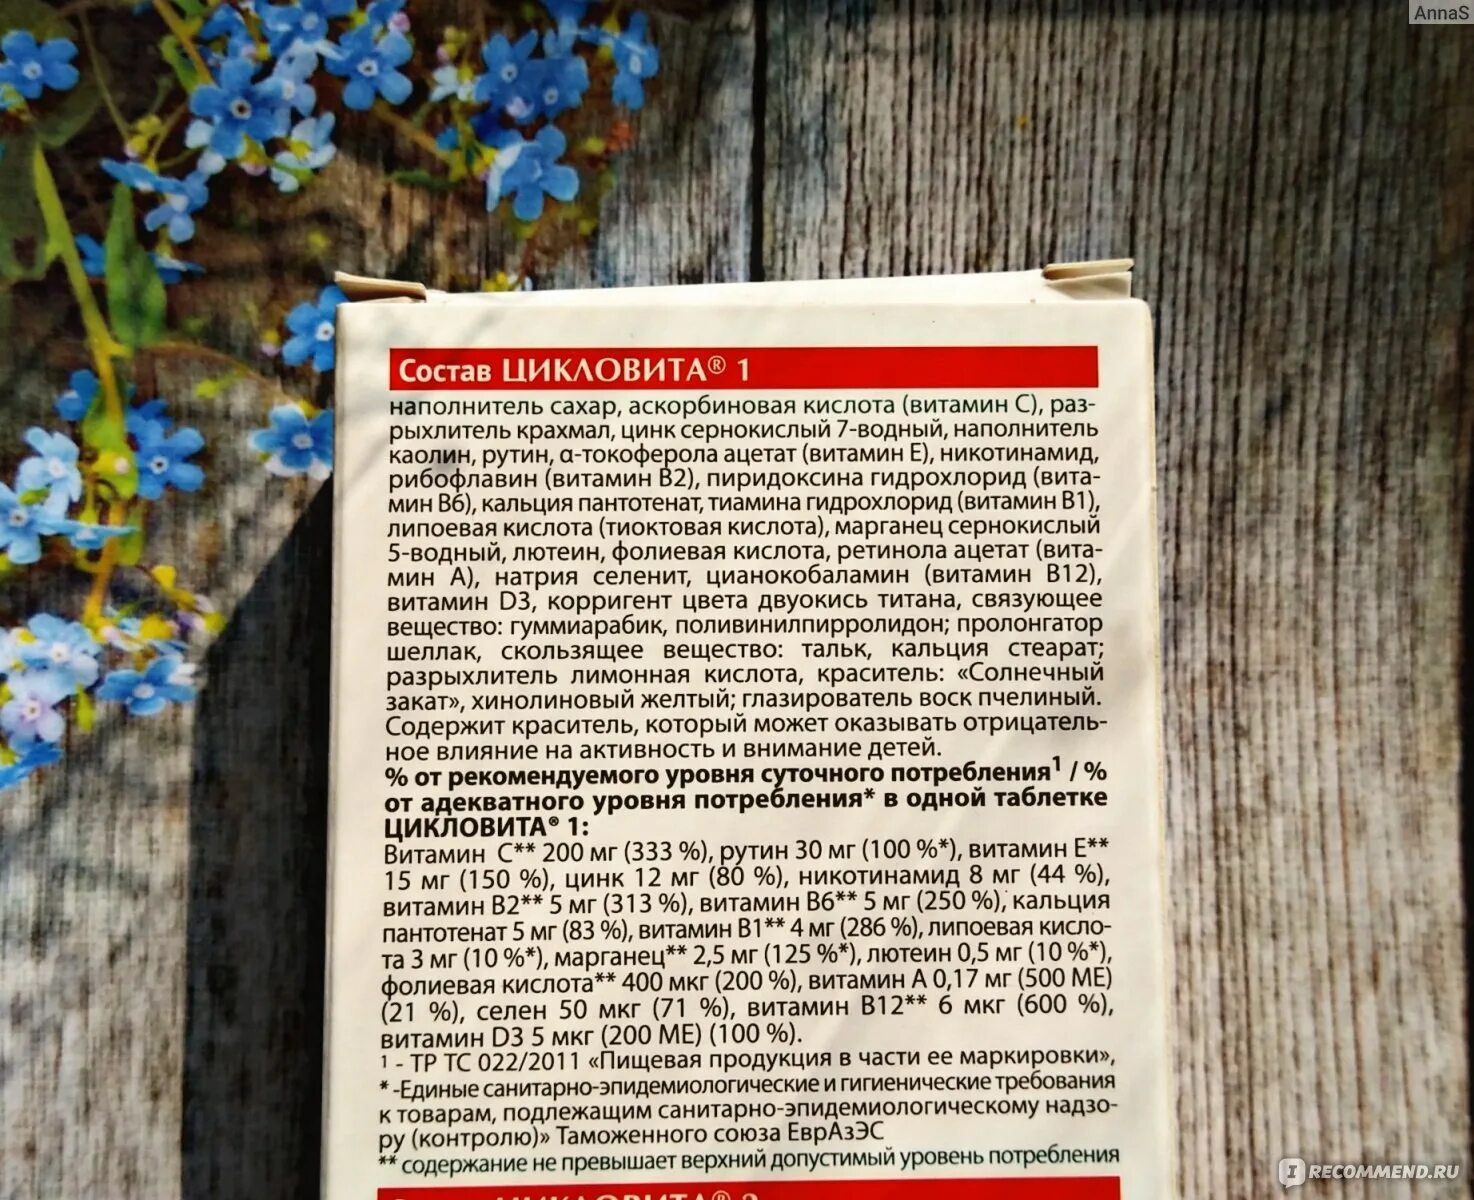 AnnaS
Состав ЦИКЛОВИТА® 1
наполнитель сахар, аскорбиновая кислота (витамин С), раз-
рыхлитель крахмал, цинк сернокислый 7-водный, наполнитель
каолин, рутин, α-токоферола ацетат (витамин Е), никотинамид,
рибофлавин (витамин В2), пиридоксина гидрохлорид (вита-
мин В6), кальция пантотенат, тиамина гидрохлорид (витамин В1),
липоевая кислота (тиоктовая кислота), марганец сернокислый
5-водный, лютеин, фолиевая кислота, ретинола ацетат (вита-
мин А), натрия селенит, цианокобаламин (витамин В12),
витамин D3, корригент цвета двуокись титана, связующее
вещество: гуммиарабик, поливинилпирролидон; пролонгатор
шеллак, скользящее вещество: тальк, кальция стеарат;
разрыхлитель лимонная кислота, краситель: «Солнечный
закат», хинолиновый желтый; глазирователь воск пчелиный.
Содержит краситель, который может оказывать отрицатель-
ное влияние на активность и внимание детей.
% от рекомендуемого уровня суточного потребления¹ / %
от адекватного уровня потребления* в одной таблетке
ЦИКЛОВИТА® 1:
Витамин С** 200 мг (333 %), рутин 30 мг (100 %*), витамин Е**
15 мг (150 %), цинк 12 мг (80 %), никотинамид 8 мг (44 %),
витамин В2** 5 мг (313 %), витамин В6** 5 мг (250 %), кальция
пантотенат 5 мг (83 %), витамин В1** 4 мг (286 %), липоевая кисло-
та 3 мг (10 %*), марганец** 2,5 мг (125 %*), лютеин 0,5 мг (10 %*),
фолиевая кислота** 400 мкг (200 %), витамин А 0,17 мг (500 МЕ)
(21 %), селен 50 мкг (71 %), витамин В12** 6 мкг (600 %),
витамин D3 5 мкг (200 МЕ) (100 %).
¹ - ТР ТС 022/2011 «Пищевая продукция в части ее маркировки»,
* -Единые санитарно-эпидемиологические и гигиенические требования
к товарам, подлежащим санитарно-эпидемиологическому надзо-
ру (контролю)» Таможенного союза ЕврАзЭС
** содержание не превышает верхний допустимый уровень потребления
Состав ЦИКЛОВИТА® 2
IRECOMMEND.RU